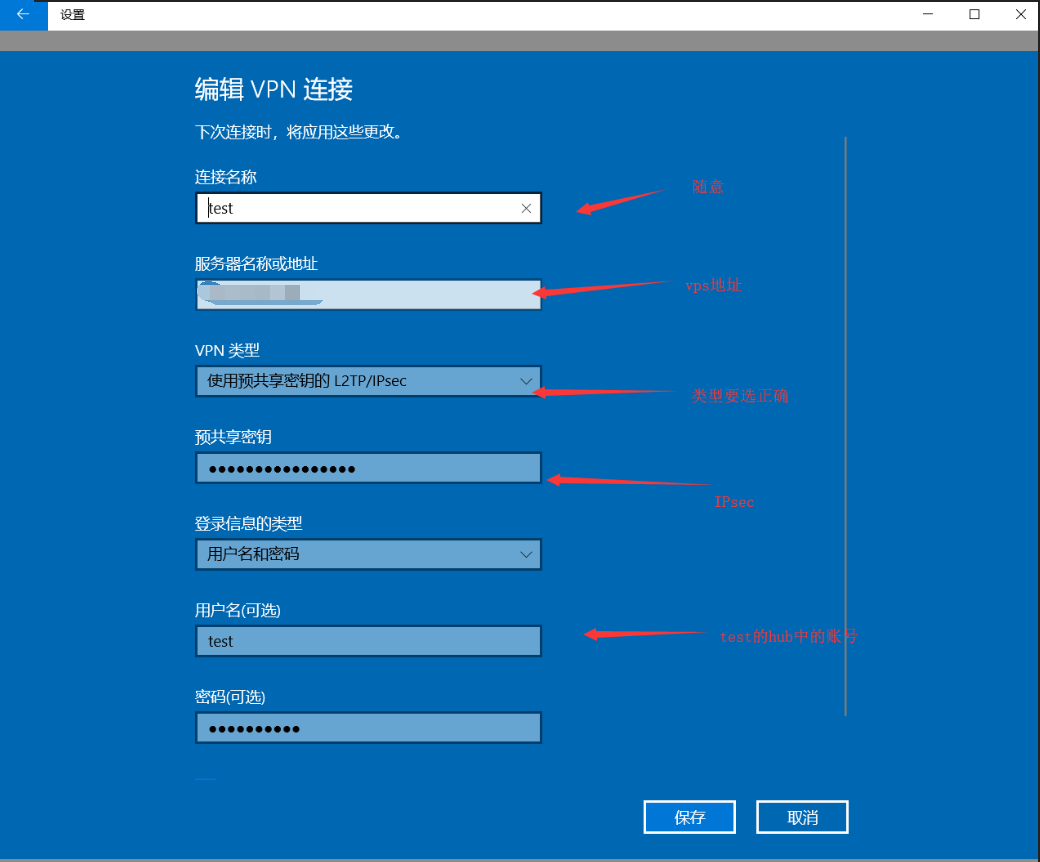 设置
编辑 VPN 连接
下次连接时，将应用这些更改。
连接名称
test
随意
服务器名称或地址
vps地址
VPN 类型
使用预共享密钥的 L2TP/IPsec
类型要选正确
预共享密钥
●●●●●●●●●●●●●●●●
IPsec
登录信息的类型
用户名和密码
用户名(可选)
test
test的hub中的账号
密码(可选)
●●●●●●●●●●
保存
取消